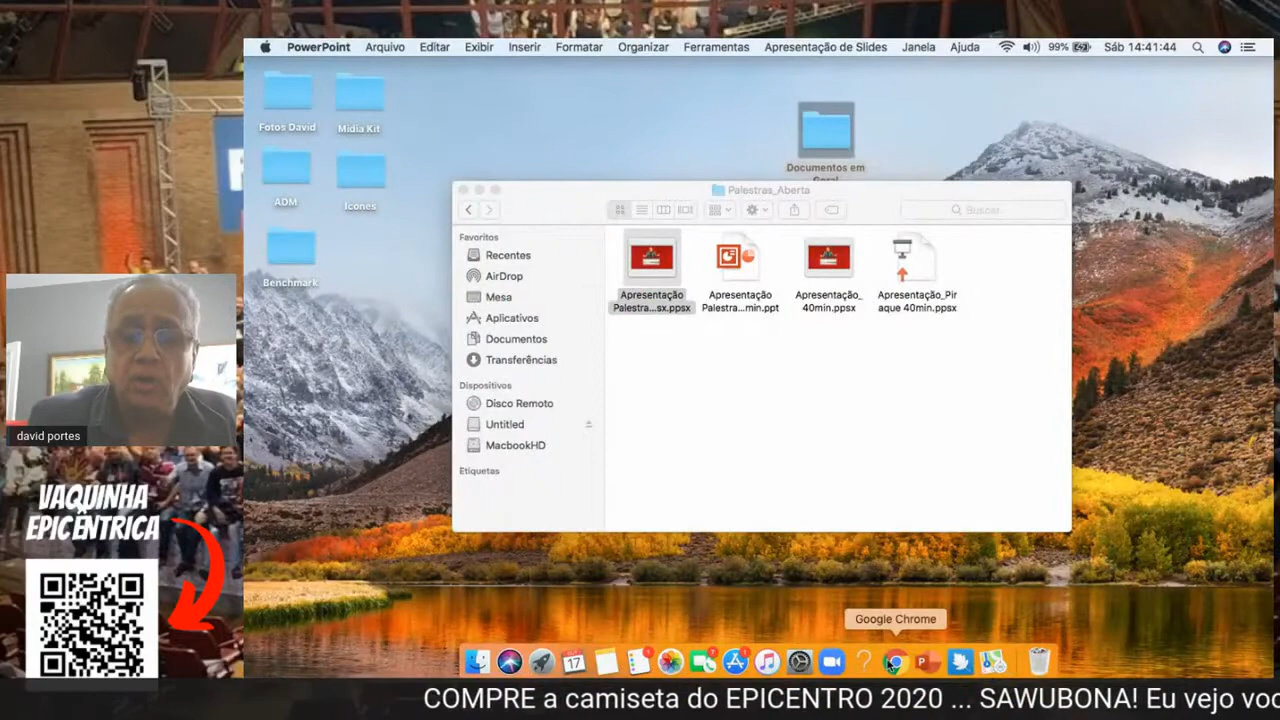 PowerPoint Arquivo Editar Exibir Inserir Formatar Organizar Ferramentas Apresentação de Slides Janela Ajuda 99% Sáb 14:41:44
Fotos David
Mídia Kit
Documentos em
Geral
ADM
Icones
Benchmark
Palestras_Aberta
Buscar
Favoritos
Recentes
AirDrop
Mesa
Aplicativos
Documentos
Transferências
Dispositivos
Disco Remoto
Untitled
MacbookHD
Etiquetas
Apresentação
Palestra...sx.ppsx
Apresentação
Palestra...min.ppt
Apresentação_
40min.ppsx
Apresentação_Pir
aque 40min.ppsx
david portes
VAQUINHA
EPICÊNTRICA
Google Chrome
17
COMPRE a camiseta do EPICENTRO 2020 ... SAWUBONA! Eu vejo voc